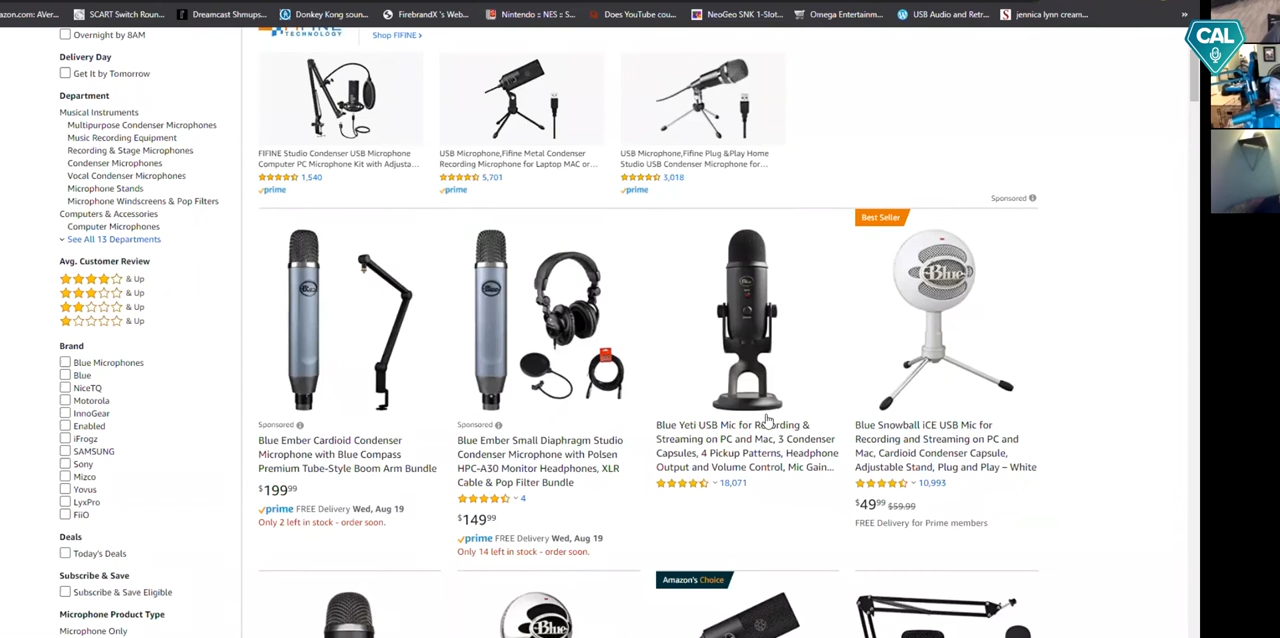 azon.com: AVer...
SCART Switch Roun...
Dreamcast Shmups...
Donkey Kong soun...
FirebrandX 's Web...
Nintendo :: NES :: S...
Does YouTube cou...
NeoGeo SNK 1-Slot...
Omega Entertainm...
USB Audio and Retr...
jennica lynn cream...
»
CAL
Overnight by 8AM
Delivery Day
Get It by Tomorrow
Department
Musical Instruments
Multipurpose Condenser Microphones
Music Recording Equipment
Recording & Stage Microphones
Condenser Microphones
Vocal Condenser Microphones
Microphone Stands
Microphone Windscreens & Pop Filters
Computers & Accessories
Computer Microphones
See All 13 Departments
Avg. Customer Review
& Up
& Up
& Up
& Up
Brand
Blue Microphones
Blue
NiceTQ
Motorola
InnoGear
Enabled
iFrogz
SAMSUNG
Sony
Mizco
Yovus
LyxPro
FiiO
Deals
Today's Deals
Subscribe & Save
Subscribe & Save Eligible
Microphone Product Type
Microphone Only
TECHNOLOGY
Shop FIFINE ›
FIFINE Studio Condenser USB Microphone
Computer PC Microphone Kit with Adjusta...
1,540
prime
USB Microphone,Fifine Metal Condenser
Recording Microphone for Laptop MAC or...
5,701
prime
USB Microphone,Fifine Plug &Play Home
Studio USB Condenser Microphone for...
3,018
prime
Sponsored
Sponsored
Blue Ember Cardioid Condenser
Microphone with Blue Compass
Premium Tube-Style Boom Arm Bundle
$19999
prime FREE Delivery Wed, Aug 19
Only 2 left in stock - order soon.
Sponsored
Blue Ember Small Diaphragm Studio
Condenser Microphone with Polsen
HPC-A30 Monitor Headphones, XLR
Cable & Pop Filter Bundle
4
$14999
prime FREE Delivery Wed, Aug 19
Only 14 left in stock - order soon.
Blue Yeti USB Mic for Recording &
Streaming on PC and Mac, 3 Condenser
Capsules, 4 Pickup Patterns, Headphone
Output and Volume Control, Mic Gain...
18,071
Best Seller
Blue
Blue Snowball iCE USB Mic for
Recording and Streaming on PC and
Mac, Cardioid Condenser Capsule,
Adjustable Stand, Plug and Play – White
10,993
$4999 $59.99
FREE Delivery for Prime members
Blue
Amazon's Choice